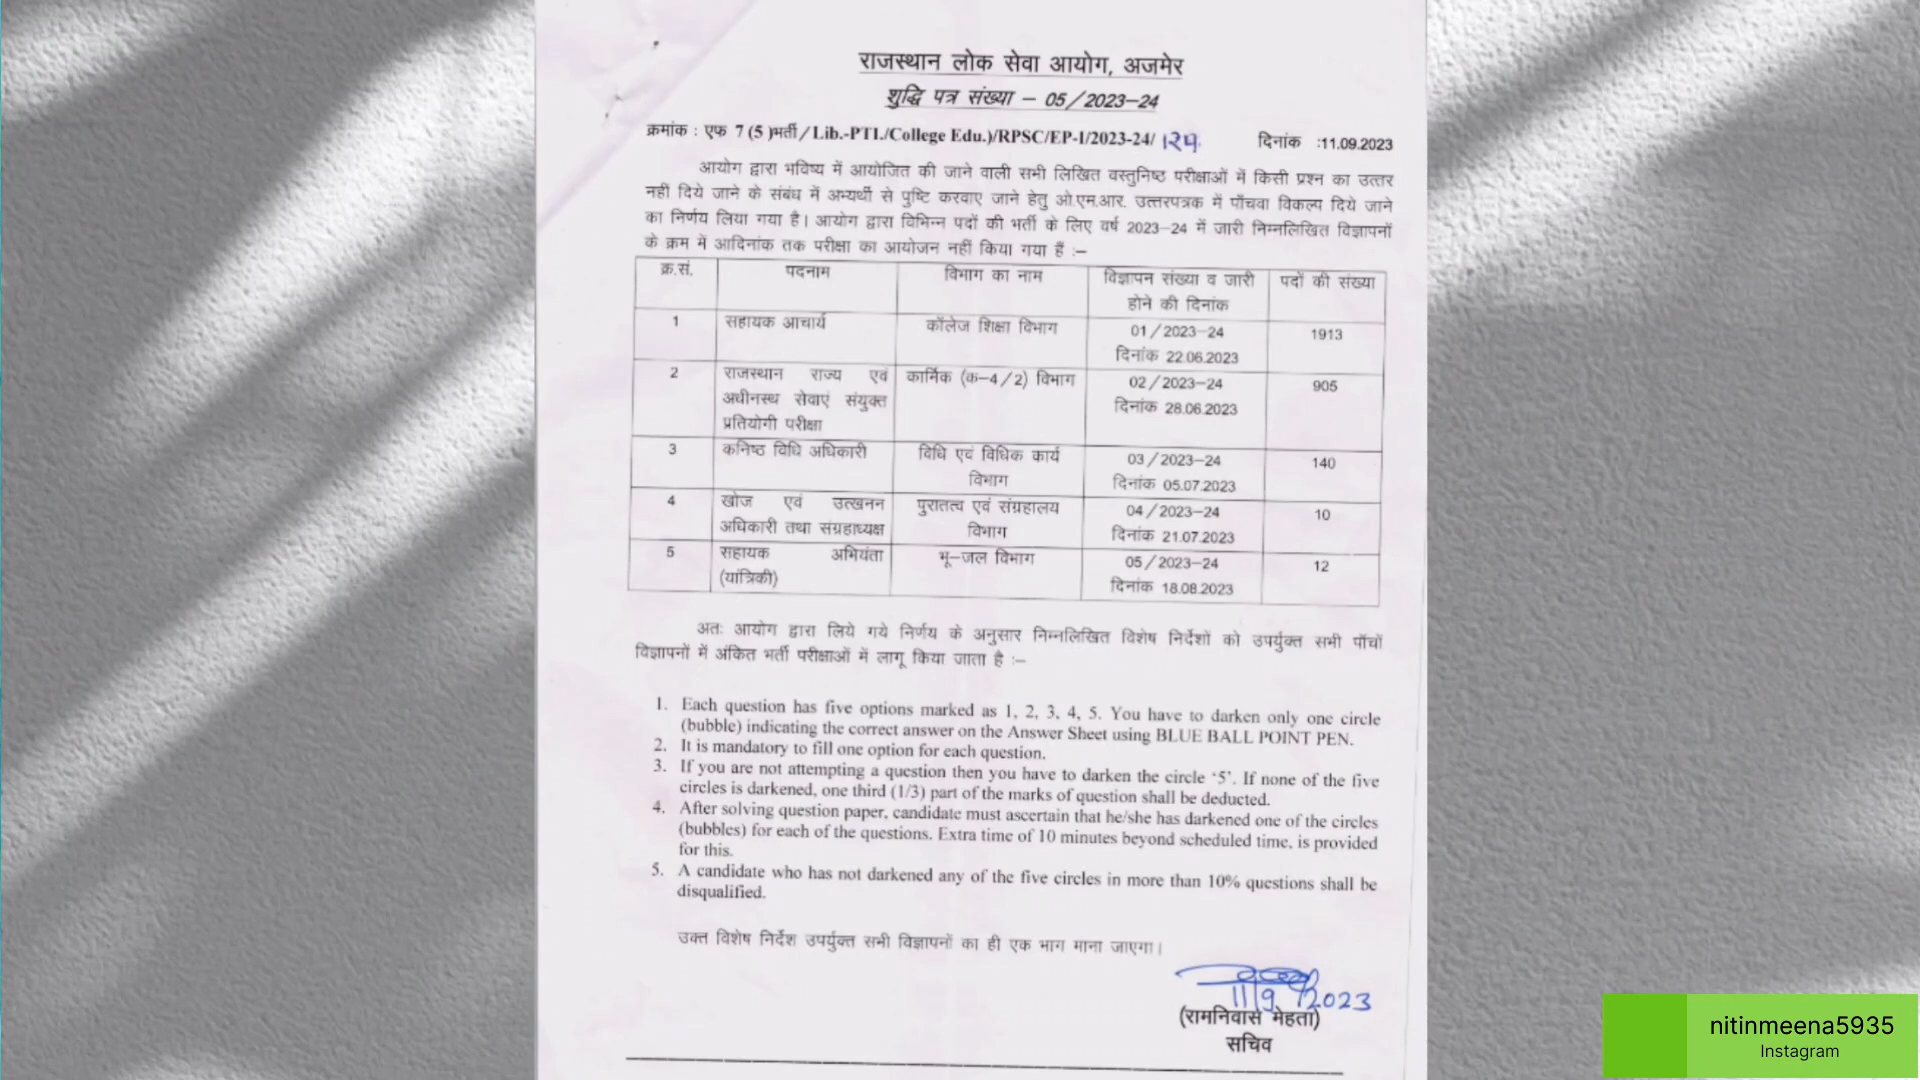 राजस्थान लोक सेवा आयोग, अजमेर
शुद्धि पत्र संख्या – 05/2023–24
क्रमांक : एफ 7 (5 )भर्ती/Lib.-PTI./College Edu.)/RPSC/EP-I/2023-24/ 124 दिनांक :11.09.2023
आयोग द्वारा भविष्य में आयोजित की जाने वाली सभी लिखित वस्तुनिष्ठ परीक्षाओं में किसी प्रश्न का उत्तर
नहीं दिये जाने के संबंध में अभ्यर्थी से पुष्टि करवाए जाने हेतु ओ.एम.आर. उत्तरपत्रक में पाँचवा विकल्प दिये जाने
का निर्णय लिया गया है। आयोग द्वारा विभिन्न पदों की भर्ती के लिए वर्ष 2023–24 में जारी निम्नलिखित विज्ञापनों
के क्रम में आदिनांक तक परीक्षा का आयोजन नहीं किया गया हैं :–
क्र.सं. पदनाम विभाग का नाम विज्ञापन संख्या व जारी पदों की संख्या
होने की दिनांक
1 सहायक आचार्य कॉलेज शिक्षा विभाग 01/2023–24 1913
दिनांक 22.06.2023
2 राजस्थान राज्य एवं कार्मिक (क–4/2) विभाग 02/2023–24 905
अधीनस्थ सेवाएं संयुक्त दिनांक 28.06.2023
प्रतियोगी परीक्षा
3 कनिष्ठ विधि अधिकारी विधि एवं विधिक कार्य 03/2023–24 140
विभाग दिनांक 05.07.2023
4 खोज एवं उत्खनन पुरातत्व एवं संग्रहालय 04/2023–24 10
अधिकारी तथा संग्रहाध्यक्ष विभाग दिनांक 21.07.2023
5 सहायक अभियंता भू–जल विभाग 05/2023–24 12
(यांत्रिकी) दिनांक 18.08.2023
अतः आयोग द्वारा लिये गये निर्णय के अनुसार निम्नलिखित विशेष निर्देशों को उपर्युक्त सभी पाँचों
विज्ञापनों में अंकित भर्ती परीक्षाओं में लागू किया जाता है :–
1. Each question has five options marked as 1, 2, 3, 4, 5. You have to darken only one circle
(bubble) indicating the correct answer on the Answer Sheet using BLUE BALL POINT PEN.
2. It is mandatory to fill one option for each question.
3. If you are not attempting a question then you have to darken the circle ‘5’. If none of the five
circles is darkened, one third (1/3) part of the marks of question shall be deducted.
4. After solving question paper, candidate must ascertain that he/she has darkened one of the circles
(bubbles) for each of the questions. Extra time of 10 minutes beyond scheduled time, is provided
for this.
5. A candidate who has not darkened any of the five circles in more than 10% questions shall be
disqualified.
उक्त विशेष निर्देश उपर्युक्त सभी विज्ञापनों का ही एक भाग माना जाएगा।
11/9/2023
(रामनिवास मेहता)
सचिव
nitinmeena5935
Instagram